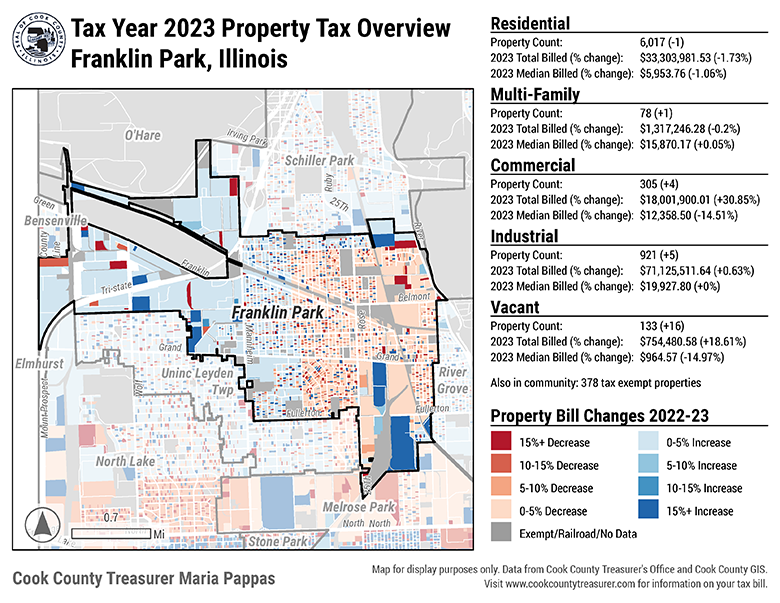 Tax Year 2023 Property Tax Overview
Franklin Park, Illinois
SEAL OF COOK COUNTY
ILLINOIS
O'Hare
Irving Park
Schiller Park
Ruby
25Th
River
Green
Bensenville
County Line
Franklin
Tri-state
Belmont
Franklin Park
Rose
Mannheim
Grand
Grand
Elmhurst
Uninc Leyden
Twp
River
Grove
Wolf
Mount Prospect
Fullerton
Fullerton
North Lake
Melrose Park
North North
Stone Park
0.7
Mi
Residential
Property Count: 6,017 (-1)
2023 Total Billed (% change): $33,303,981.53 (-1.73%)
2023 Median Billed (% change): $5,953.76 (-1.06%)
Multi-Family
Property Count: 78 (+1)
2023 Total Billed (% change): $1,317,246.28 (-0.2%)
2023 Median Billed (% change): $15,870.17 (+0.05%)
Commercial
Property Count: 305 (+4)
2023 Total Billed (% change): $18,001,900.01 (+30.85%)
2023 Median Billed (% change): $12,358.50 (-14.51%)
Industrial
Property Count: 921 (+5)
2023 Total Billed (% change): $71,125,511.64 (+0.63%)
2023 Median Billed (% change): $19,927.80 (+0%)
Vacant
Property Count: 133 (+16)
2023 Total Billed (% change): $754,480.58 (+18.61%)
2023 Median Billed (% change): $964.57 (-14.97%)
Also in community: 378 tax exempt properties
Property Bill Changes 2022-23
15%+ Decrease 0-5% Increase
10-15% Decrease 5-10% Increase
5-10% Decrease 10-15% Increase
0-5% Decrease 15%+ Increase
Exempt/Railroad/No Data
Cook County Treasurer Maria Pappas
Map for display purposes only. Data from Cook County Treasurer's Office and Cook County GIS.
Visit www.cookcountytreasurer.com for information on your tax bill.